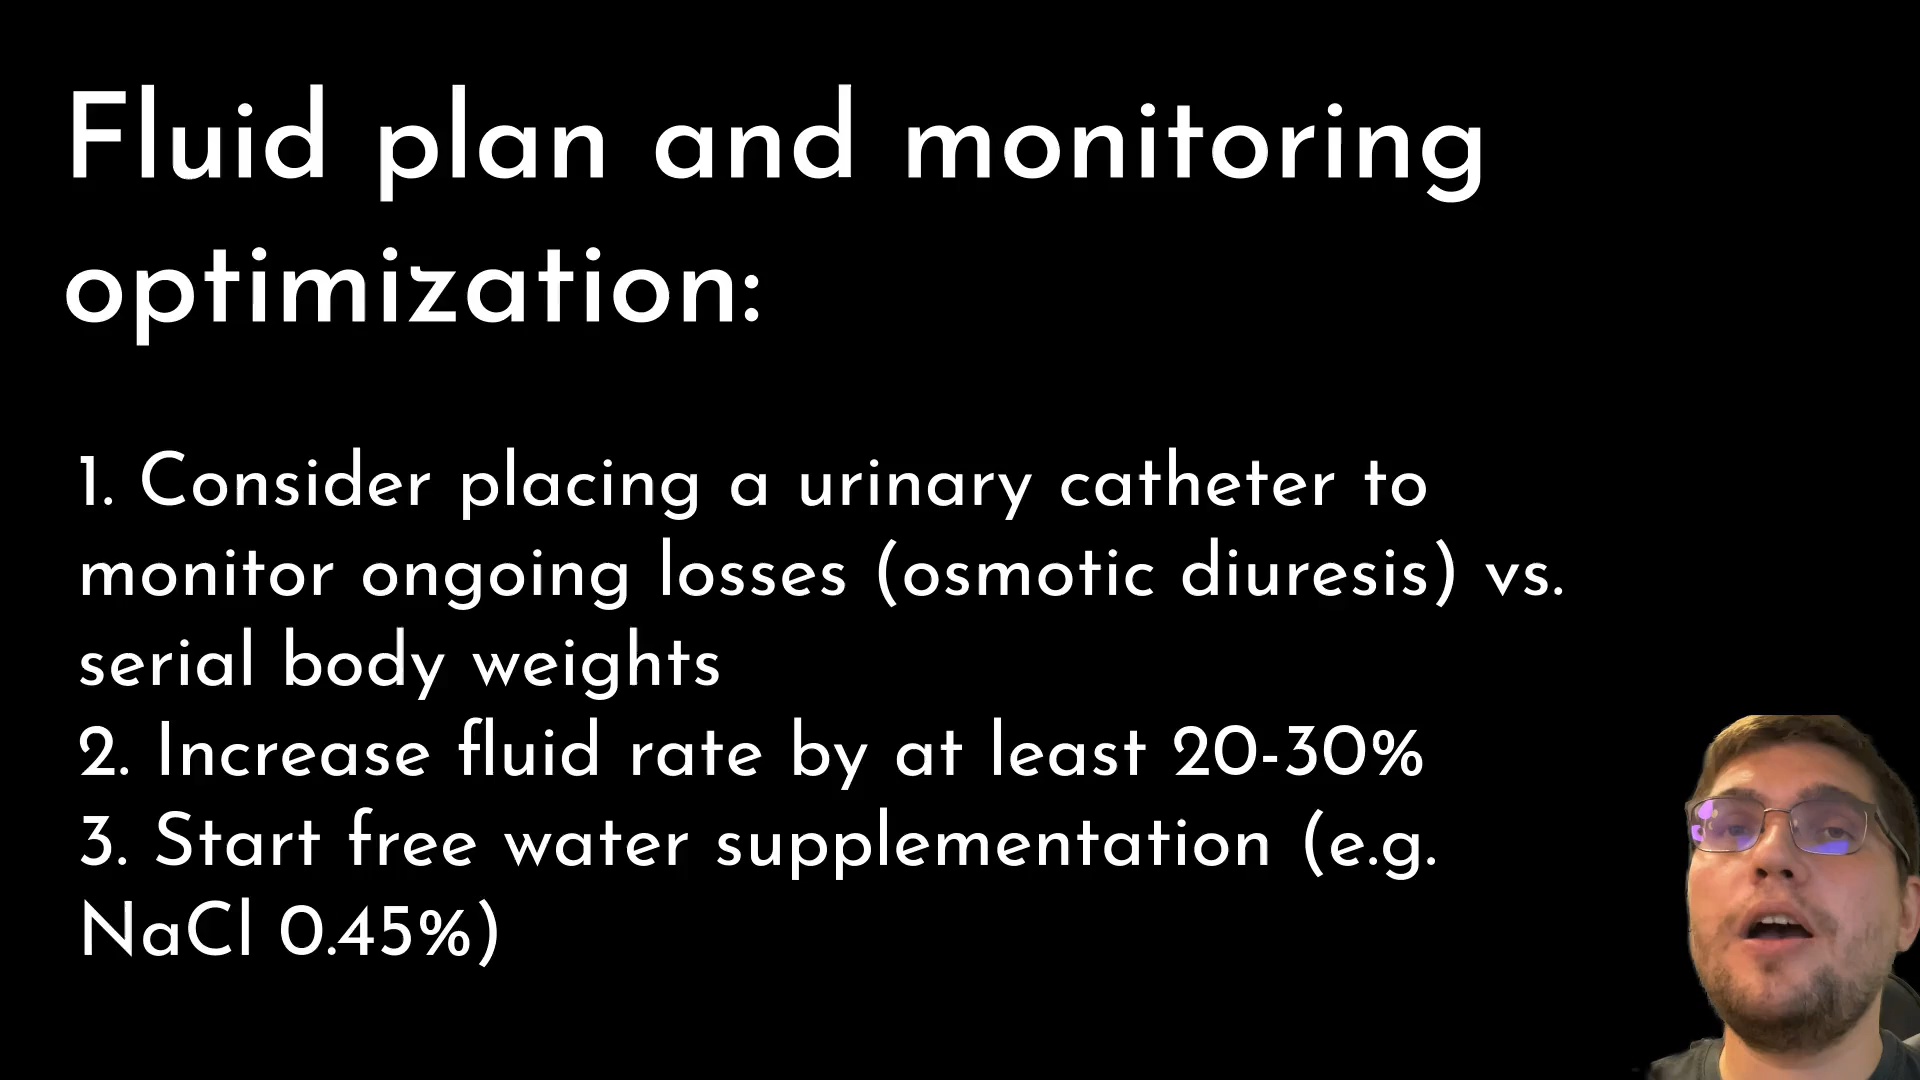 Fluid plan and monitoring
optimization:
1. Consider placing a urinary catheter to
monitor ongoing losses (osmotic diuresis) vs.
serial body weights
2. Increase fluid rate by at least 20-30%
3. Start free water supplementation (e.g.
NaCl 0.45%)